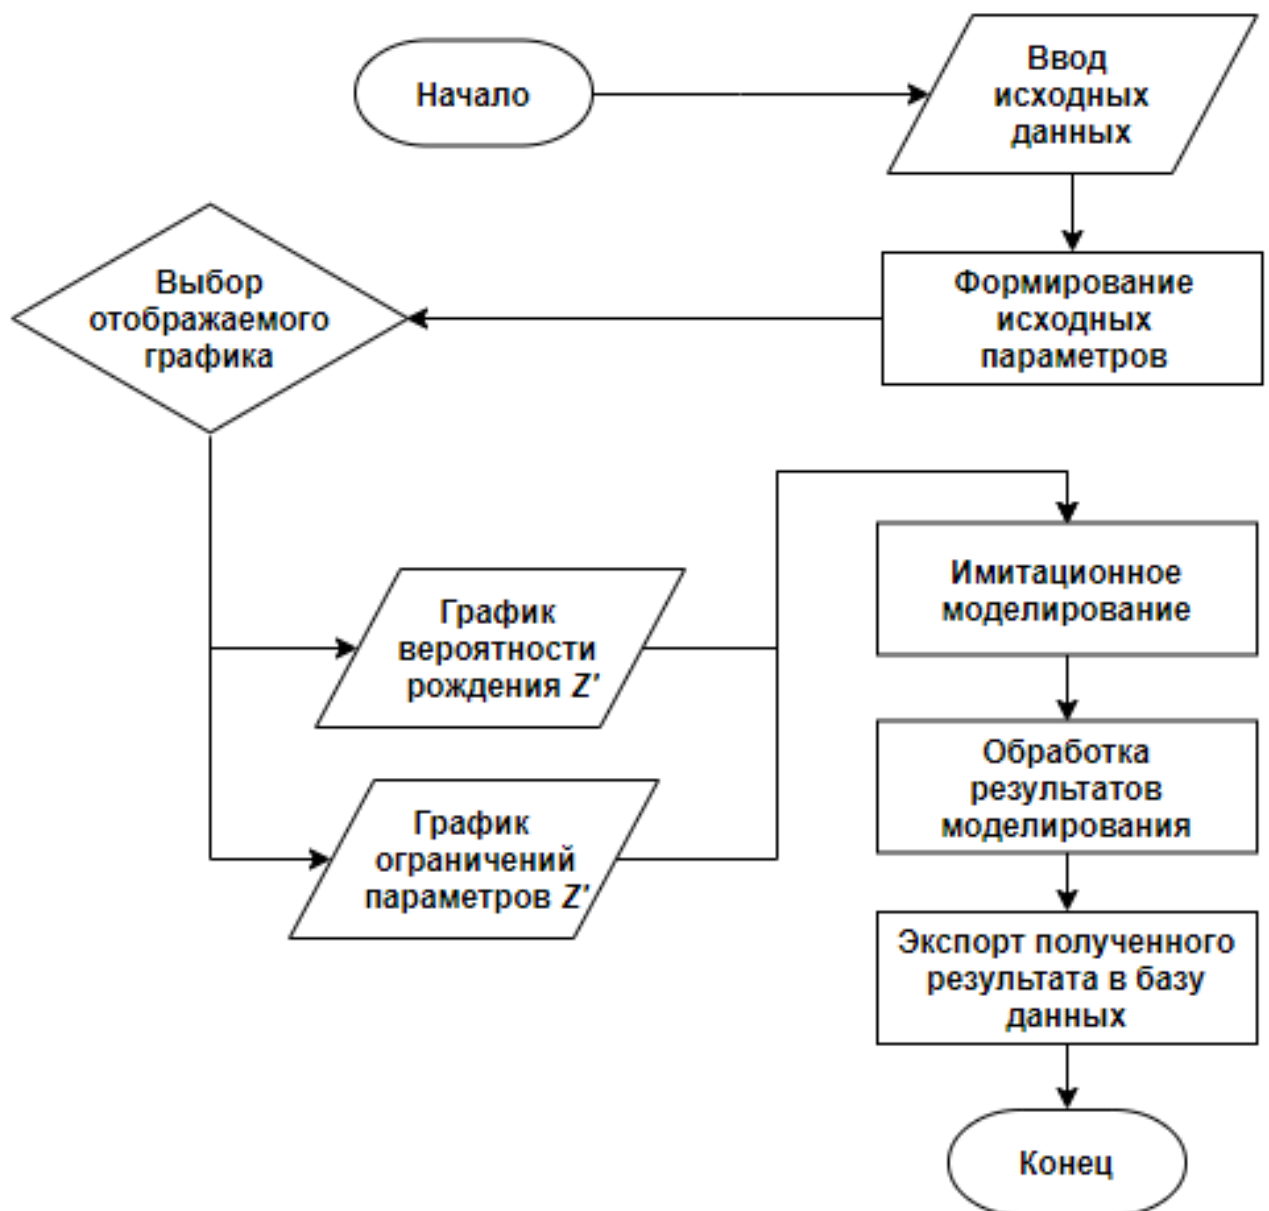 Начало
Ввод
исходных
данных
Формирование
исходных
параметров
Выбор
отображаемого
графика
График
вероятности
рождения Z'
График
ограничений
параметров Z'
Имитационное
моделирование
Обработка
результатов
моделирования
Экспорт полученного
результата в базу
данных
Конец